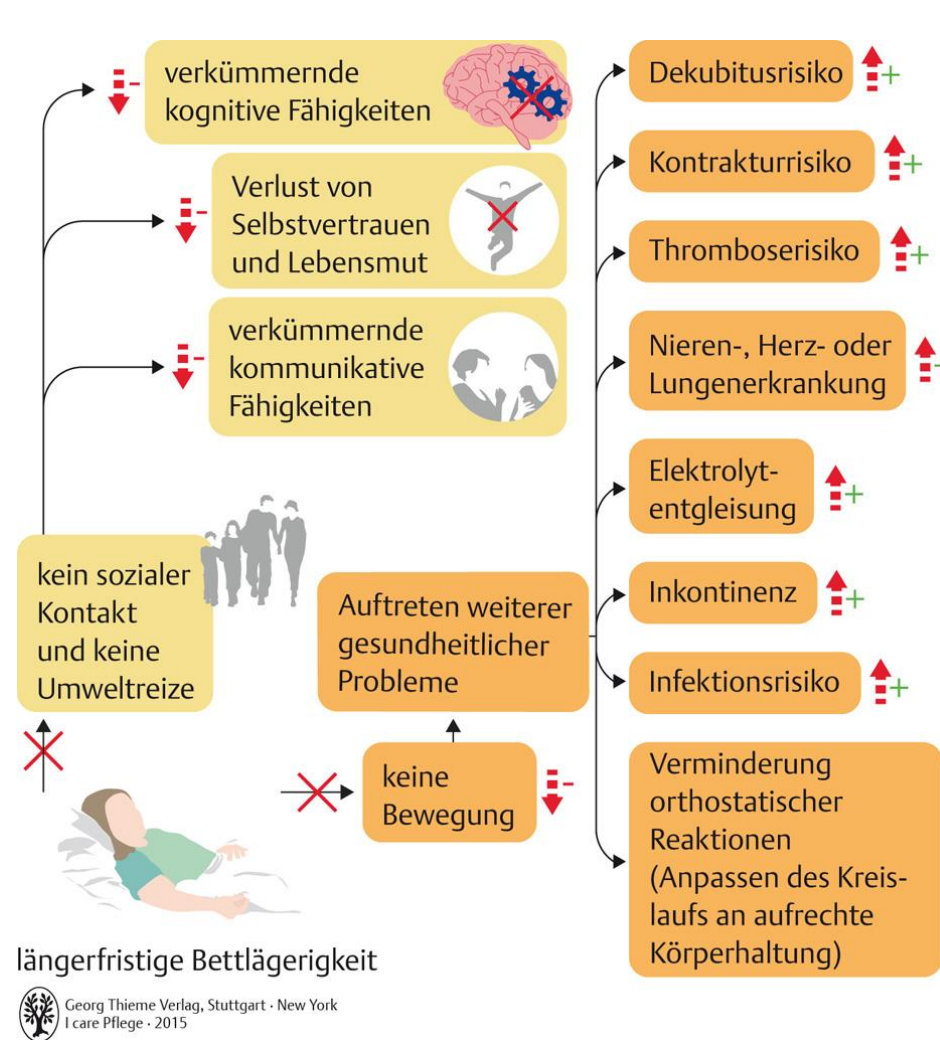 verkümmernde
kognitive Fähigkeiten
Verlust von
Selbstvertrauen
und Lebensmut
verkümmernde
kommunikative
Fähigkeiten
kein sozialer
Kontakt
und keine
Umweltreize
längerfristige Bettlägerigkeit
keine
Bewegung
Auftreten weiterer
gesundheitlicher
Probleme
Dekubitusrisiko
Kontrakturrisiko
Thromboserisiko
Nieren-, Herz- oder
Lungenerkrankung
Elektrolyt-
entgleisung
Inkontinenz
Infektionsrisiko
Verminderung
orthostatischer
Reaktionen
(Anpassen des Kreis-
laufs an aufrechte
Körperhaltung)
Georg Thieme Verlag, Stuttgart · New York
I care Pflege · 2015